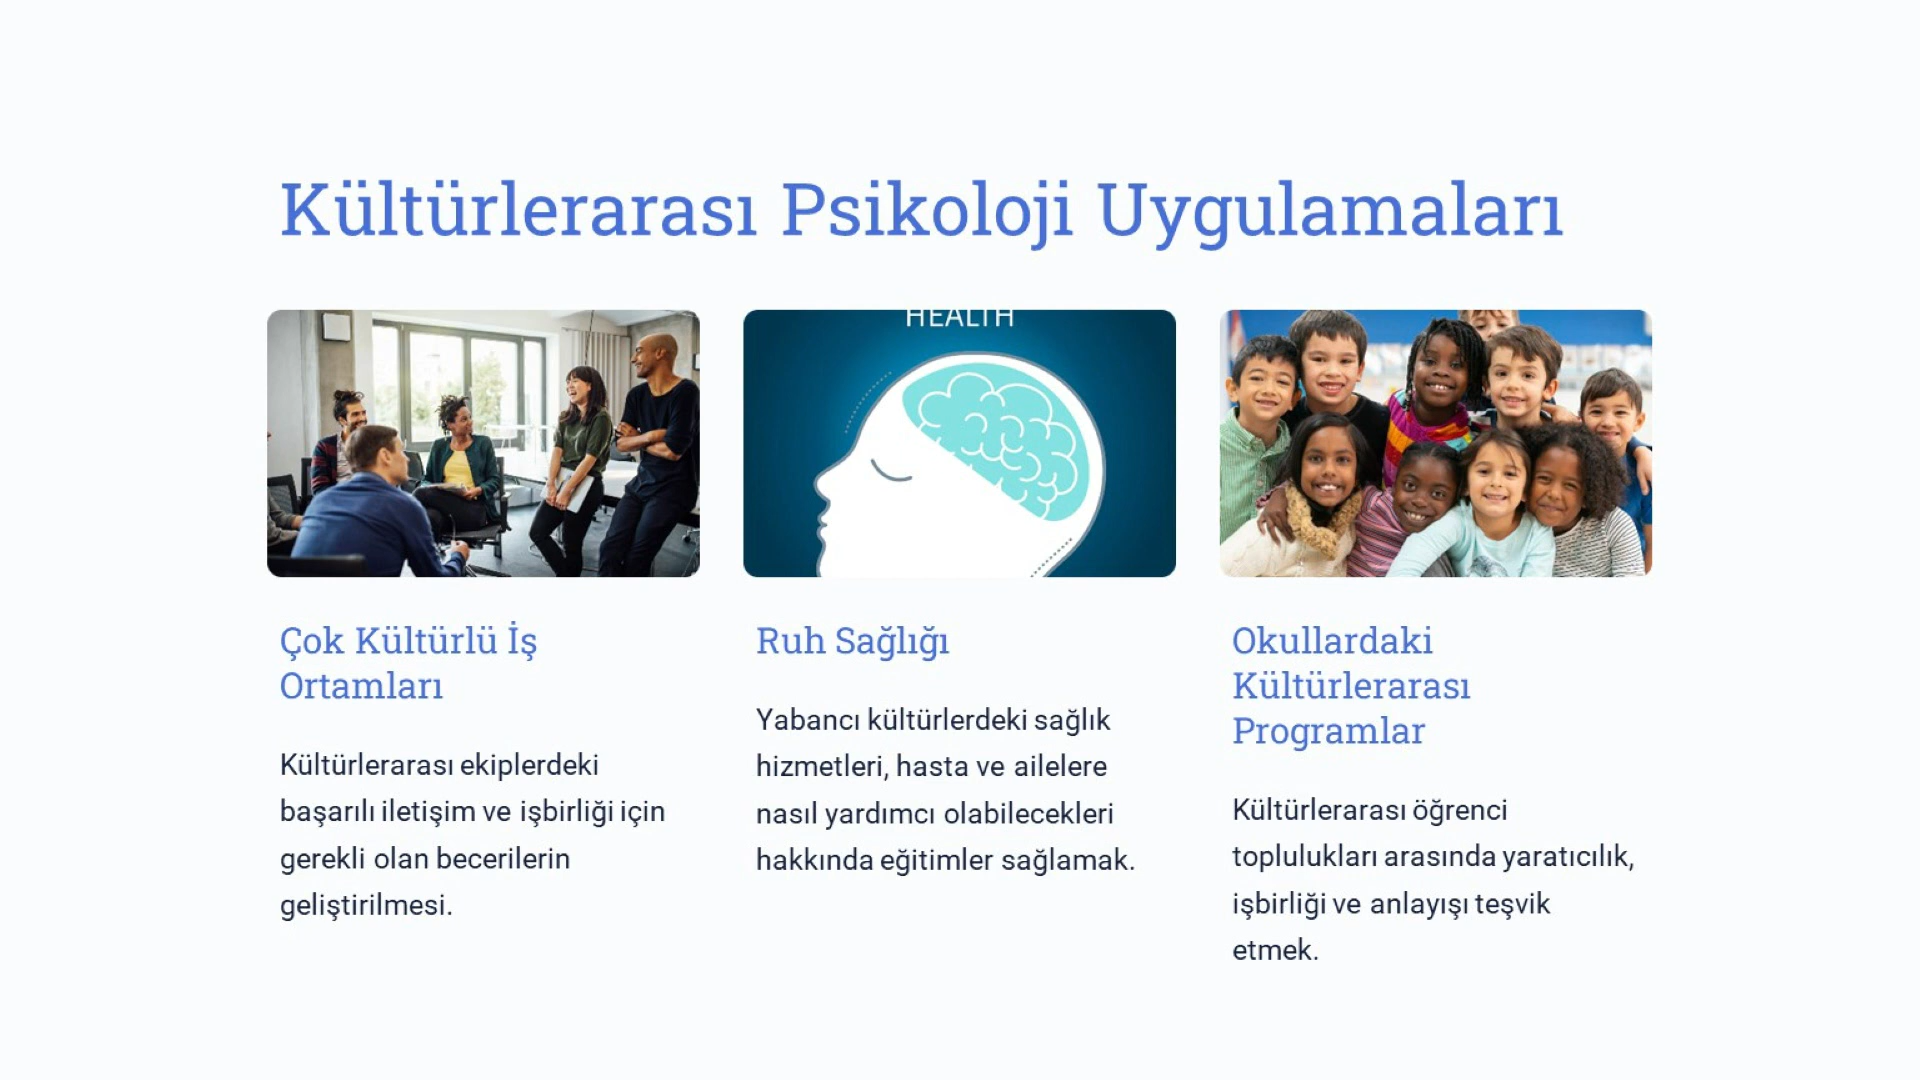 Kültürlerarası Psikoloji Uygulamaları
HEALTH
Çok Kültürlü İş
Ortamları
Kültürlerarası ekiplerdeki
başarılı iletişim ve işbirliği için
gerekli olan becerilerin
geliştirilmesi.
Ruh Sağlığı
Yabancı kültürlerdeki sağlık
hizmetleri, hasta ve ailelere
nasıl yardımcı olabilecekleri
hakkında eğitimler sağlamak.
Okullardaki
Kültürlerarası
Programlar
Kültürlerarası öğrenci
toplulukları arasında yaratıcılık,
işbirliği ve anlayışı teşvik
etmek.